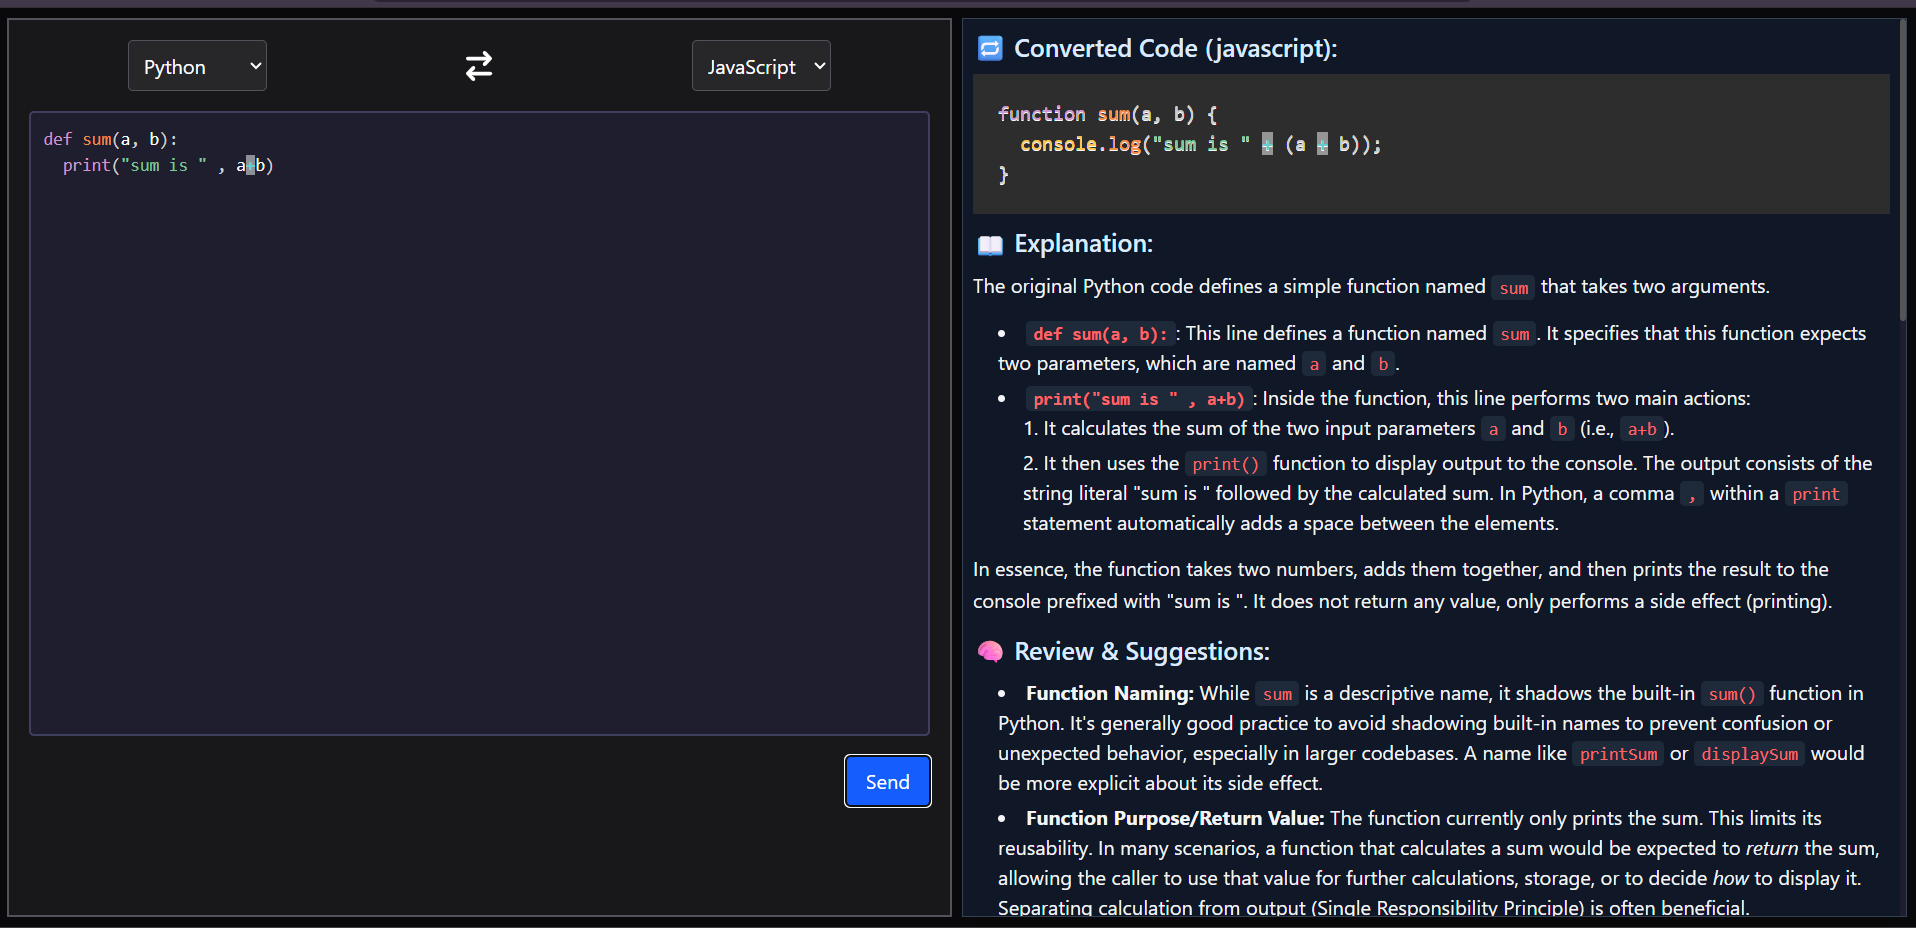 Python
JavaScript
def sum(a, b):
print("sum is " , a+b)
Send
Converted Code (javascript):
function sum(a, b) {
console.log("sum is " + (a + b));
}
Explanation:
The original Python code defines a simple function named sum that takes two arguments.
• def sum(a, b): : This line defines a function named sum. It specifies that this function expects
two parameters, which are named a and b.
• print("sum is " , a+b) : Inside the function, this line performs two main actions:
1. It calculates the sum of the two input parameters a and b (i.e., a+b).
2. It then uses the print() function to display output to the console. The output consists of the
string literal "sum is " followed by the calculated sum. In Python, a comma , within a print
statement automatically adds a space between the elements.
In essence, the function takes two numbers, adds them together, and then prints the result to the
console prefixed with "sum is ". It does not return any value, only performs a side effect (printing).
Review & Suggestions:
• Function Naming: While sum is a descriptive name, it shadows the built-in sum() function in
Python. It's generally good practice to avoid shadowing built-in names to prevent confusion or
unexpected behavior, especially in larger codebases. A name like printSum or displaySum would
be more explicit about its side effect.
• Function Purpose/Return Value: The function currently only prints the sum. This limits its
reusability. In many scenarios, a function that calculates a sum would be expected to return the sum,
allowing the caller to use that value for further calculations, storage, or to decide how to display it.
Separating calculation from output (Single Responsibility Principle) is often beneficial.